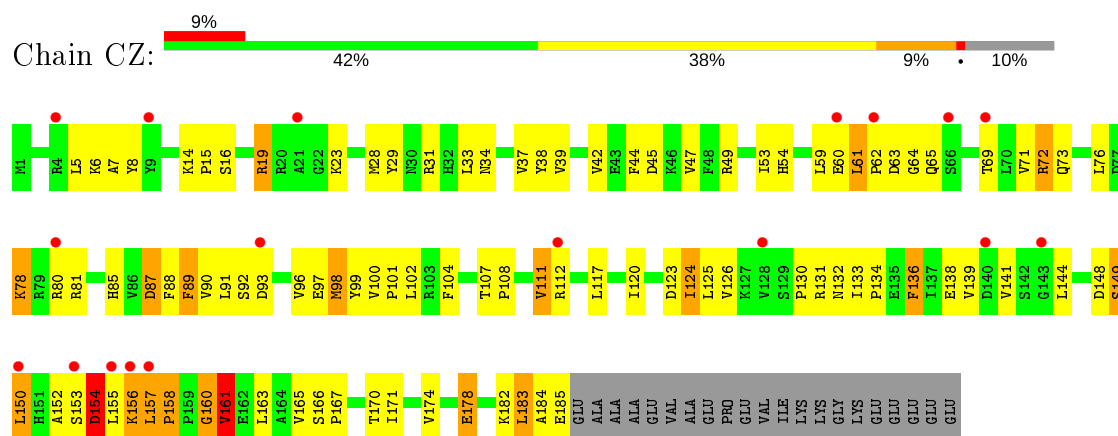 9%
Chain CZ:
42% 38% 9% • 10%
M1 R4 L5 K6 A7 Y8 Y9 K14 P15 S16 R19 R20 A21 G22 K23 M28 Y29 N30 R31 H32 L33 N34 V37 Y38 V39 V42 E43 F44 D45 K46 V47 F48 R49 I53 H54 L59 E60 L61 P62 D63 G64 Q65 S66 T69 L70 V71 R72 Q73 L76 D77
K78 R79 R80 R81 H85 V86 D87 F88 F89 V90 L91 S92 D93 V96 E97 M98 Y99 V100 P101 L102 R103 F104 T107 P108 V111 R112 L117 I120 D123 I124 L125 V126 K127 V128 S129 P130 R131 N132 I133 P134 E135 F136 I137 E138 V139 D140 V141 S142 G143 L144 D148 S149
L150 H151 A152 S153 D154 L155 K156 L157 P158 P159 G160 V161 E162 L163 A164 V165 S166 P167 T170 I171 V174 E178 K182 L183 A184 E185 GLU ALA ALA ALA GLU VAL ALA GLU PRO GLU VAL ILE LYS LYS GLY LYS GLU GLU GLU GLU GLU